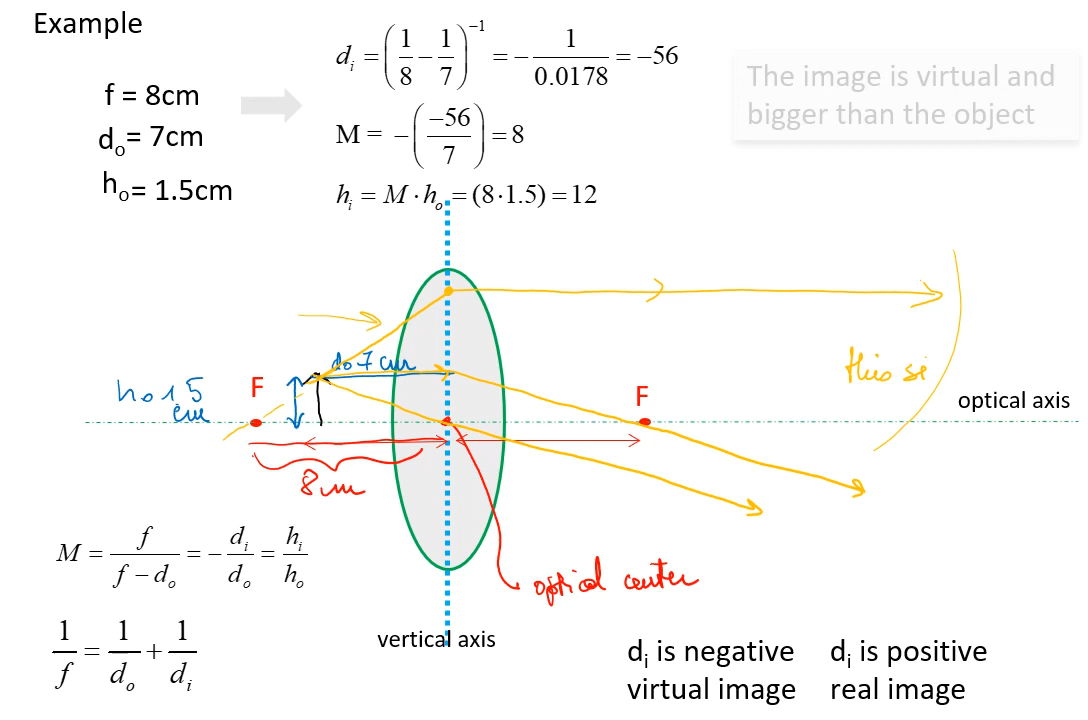 Example
f = 8cm
dₒ= 7cm
hₒ= 1.5cm
dᵢ = (1/8 − 1/7)⁻¹ = − 1/0.0178 = −56
M = −(−56/7) = 8
hᵢ = M · hₒ = (8·1.5) = 12
The image is virtual and
bigger than the object
do 7 cm
ho 1.5
cm
F
F
this si
optical axis
8 cm
optical center
M = f/(f − dₒ) = − dᵢ/dₒ = hᵢ/hₒ
1/f = 1/dₒ + 1/dᵢ
vertical axis
dᵢ is negative
virtual image
dᵢ is positive
real image